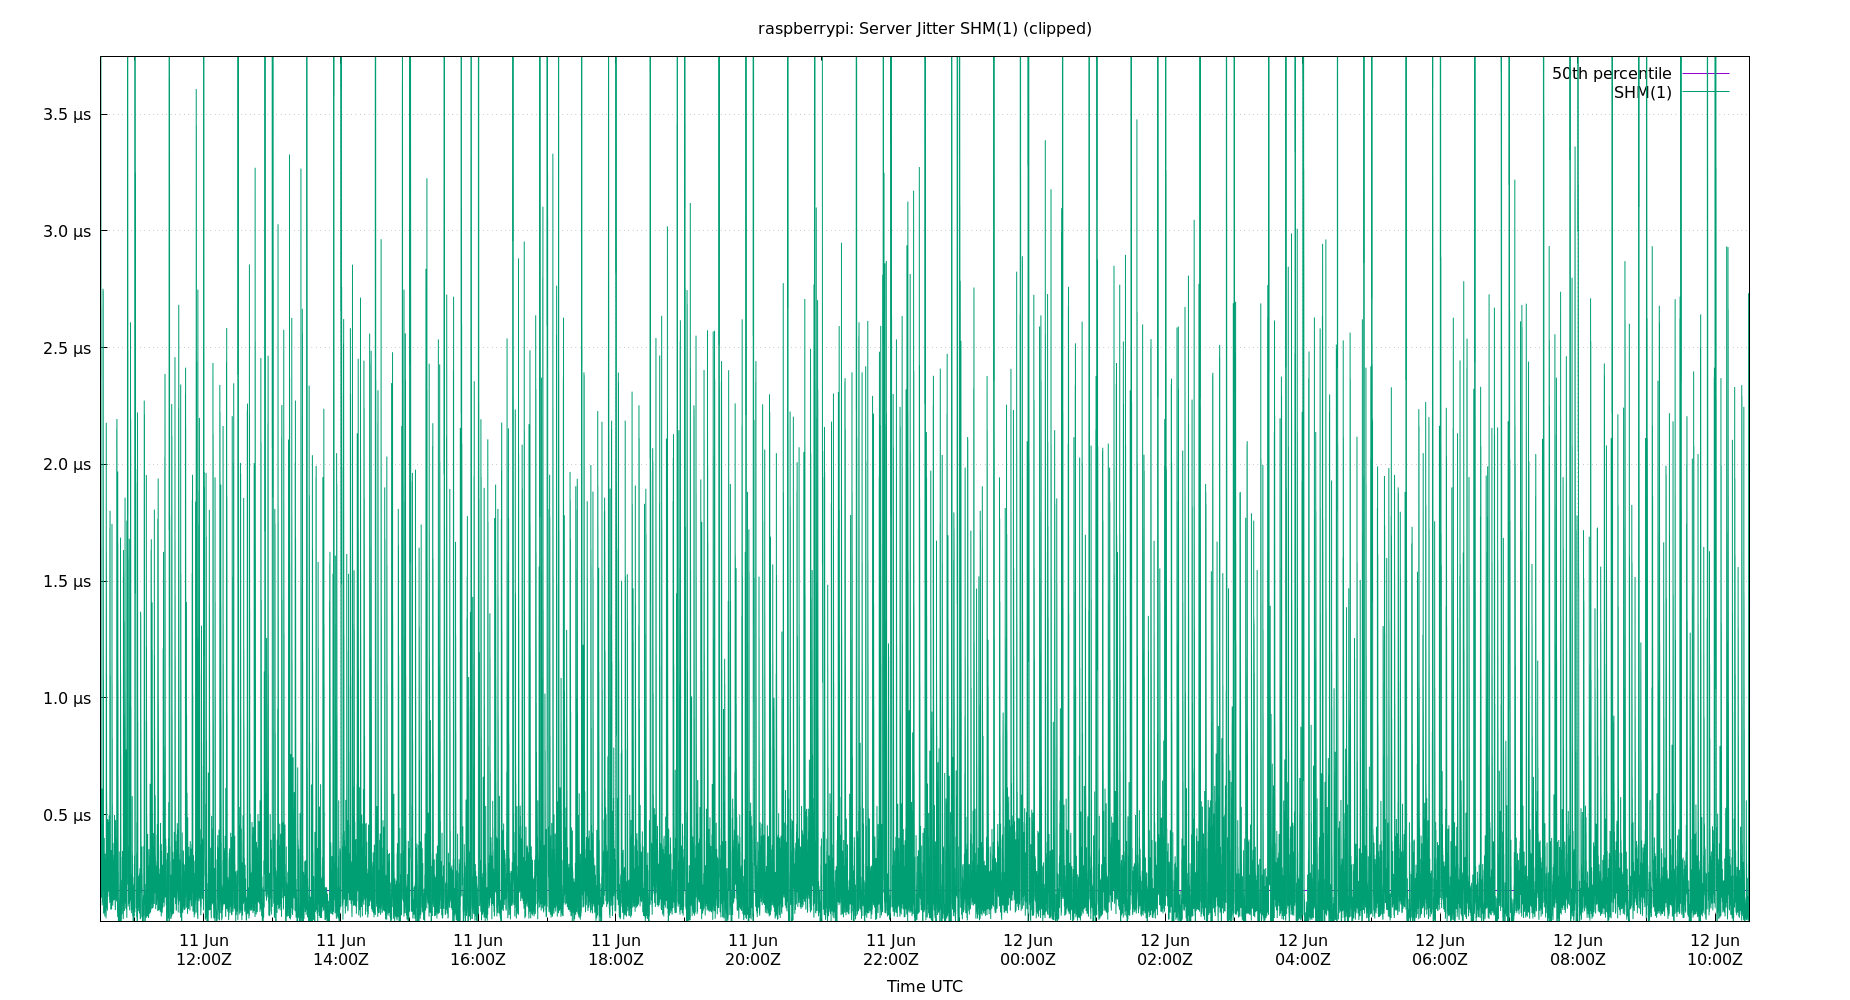 raspberrypi: Server Jitter SHM(1) (clipped)
50th percentile
SHM(1)
3.5 µs
3.0 µs
2.5 µs
2.0 µs
1.5 µs
1.0 µs
0.5 µs
11 Jun 11 Jun 11 Jun 11 Jun 11 Jun 11 Jun 12 Jun 12 Jun 12 Jun 12 Jun 12 Jun 12 Jun
12:00Z 14:00Z 16:00Z 18:00Z 20:00Z 22:00Z 00:00Z 02:00Z 04:00Z 06:00Z 08:00Z 10:00Z
Time UTC